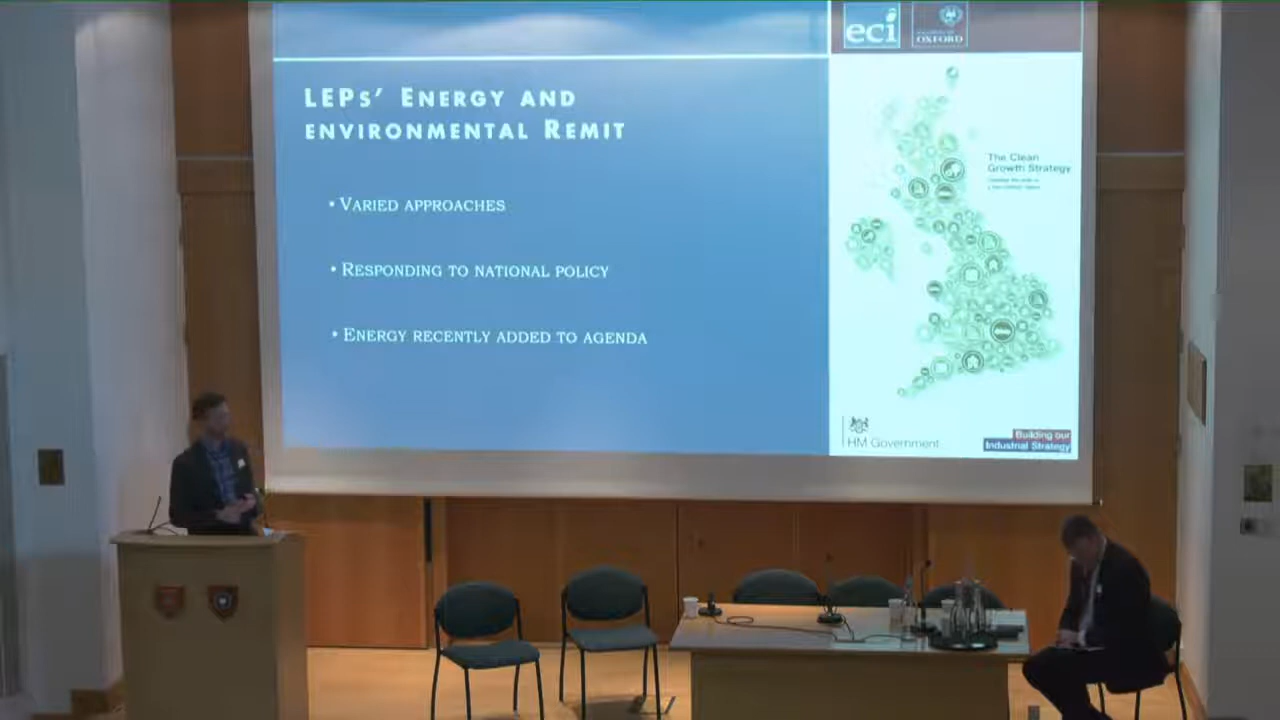 eci
OXFORD
LEPs' Energy and
environmental Remit
• Varied approaches
• Responding to national policy
• Energy recently added to agenda
The Clean
Growth Strategy
HM Government
Building our
Industrial Strategy